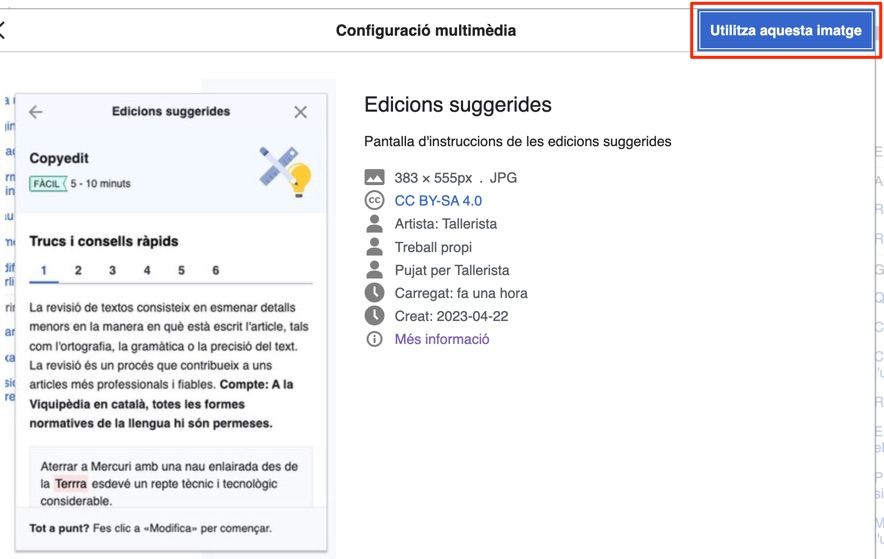 Configuració multimèdia
Utilitza aquesta imatge
Edicions suggerides
Copyedit
FÀCIL 5 - 10 minuts
Trucs i consells ràpids
1 2 3 4 5 6
La revisió de textos consisteix en esmenar detalls
menors en la manera en què està escrit l'article, tals
com l'ortografia, la gramàtica o la precisió del text.
La revisió és un procés que contribueix a uns
articles més professionals i fiables. Compte: A la
Viquipèdia en català, totes les formes
normatives de la llengua hi són permeses.
Aterrar a Mercuri amb una nau enlairada des de
la Terrra esdevé un repte tècnic i tecnològic
considerable.
Tot a punt? Fes clic a «Modifica» per començar.
Edicions suggerides
Pantalla d'instruccions de les edicions suggerides
383 × 555px . JPG
CC BY-SA 4.0
Artista: Tallerista
Treball propi
Pujat per Tallerista
Carregat: fa una hora
Creat: 2023-04-22
Més informació